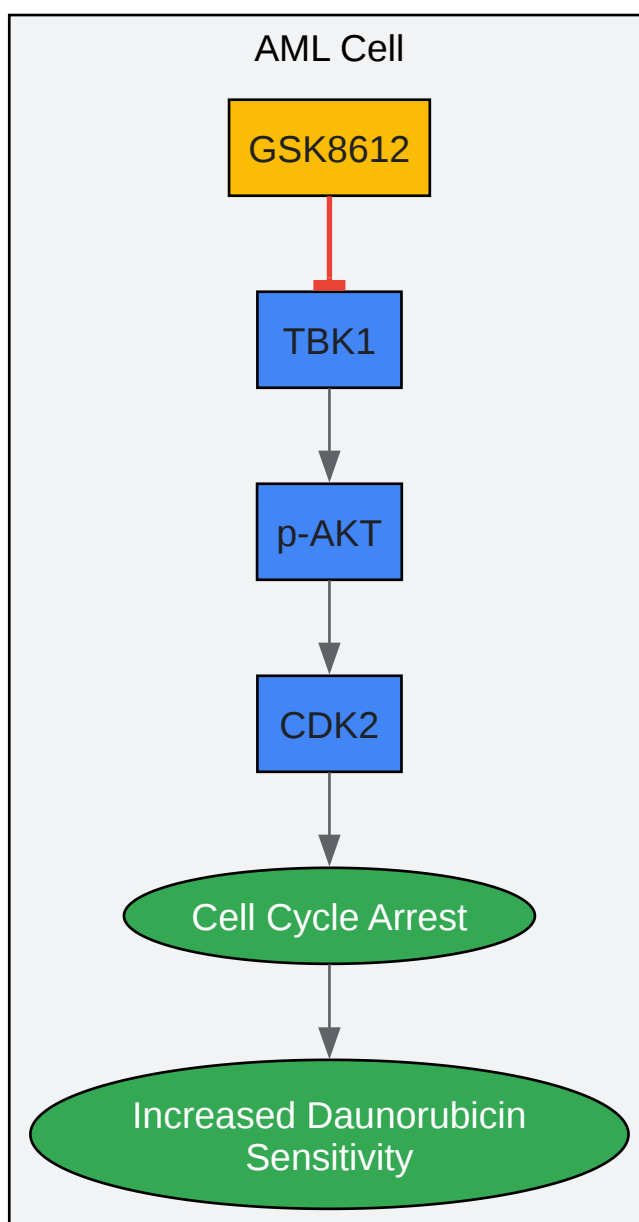 AML Cell
GSK8612
TBK1
p-AKT
CDK2
Cell Cycle Arrest
Increased Daunorubicin
Sensitivity